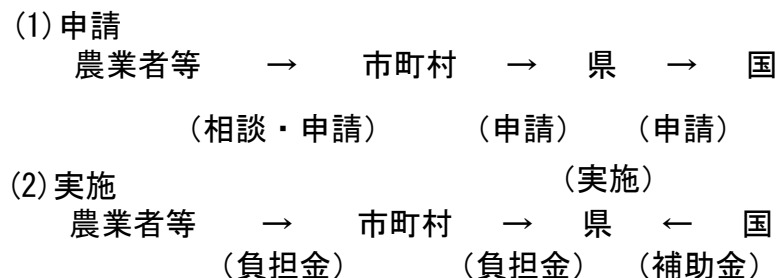 (1)申請
農業者等 → 市町村 → 県 → 国
(相談・申請) (申請) (申請)
(実施)
(2)実施
農業者等 → 市町村 → 県 ← 国
(負担金) (負担金) (補助金)